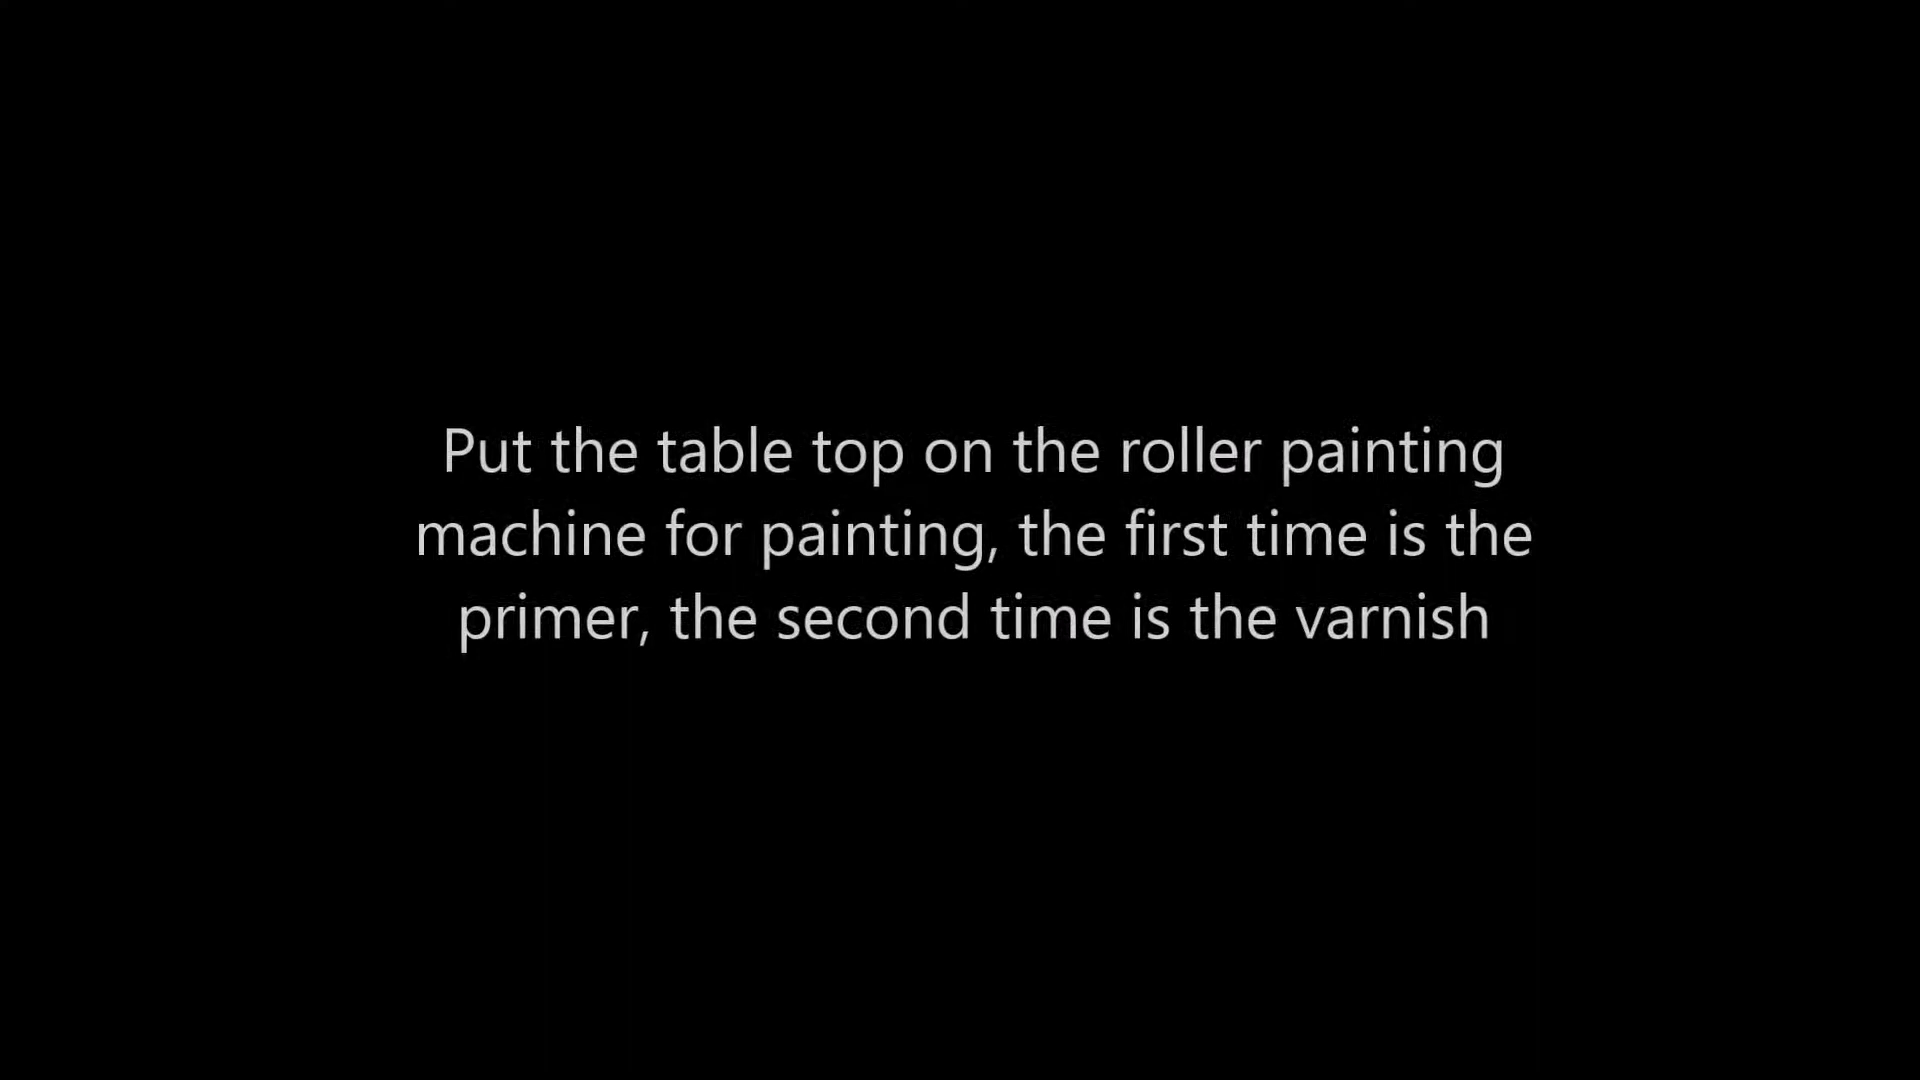 Put the table top on the roller painting
machine for painting, the first time is the
primer, the second time is the varnish